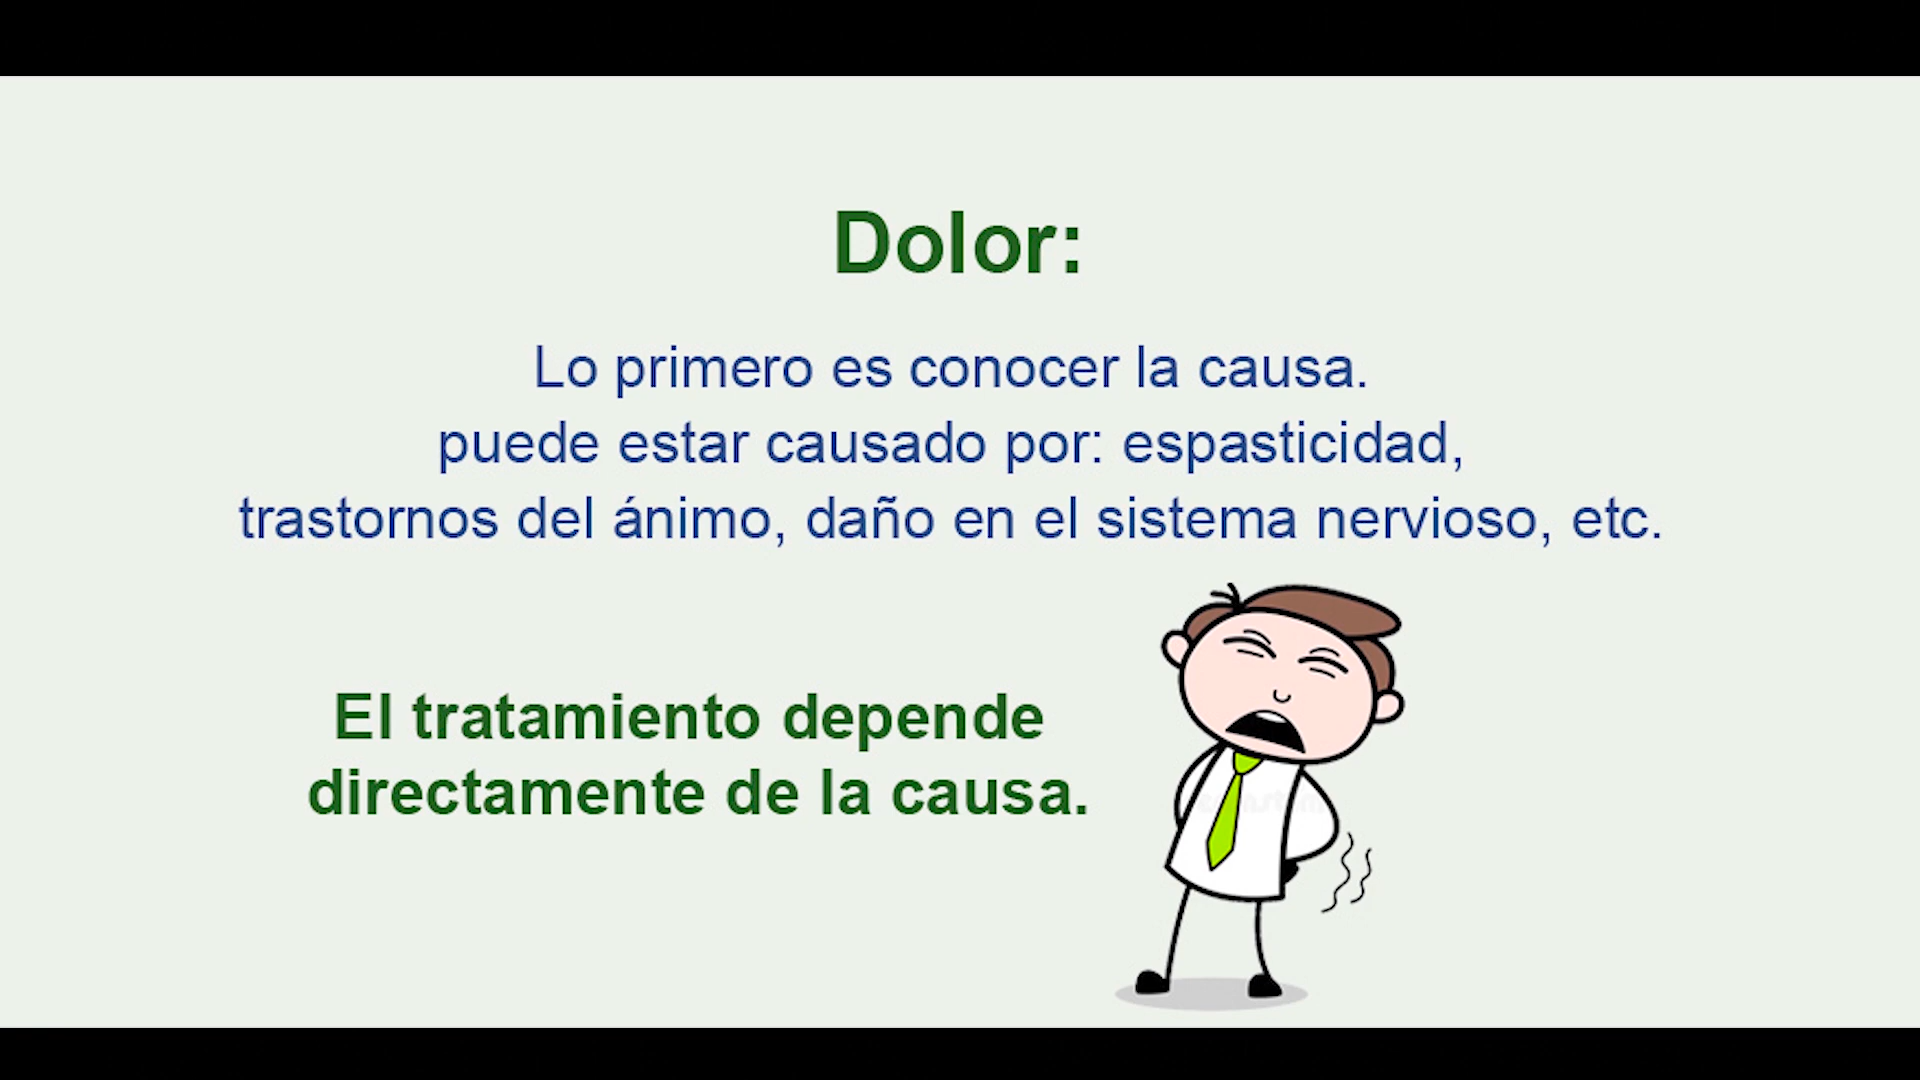 Dolor:
Lo primero es conocer la causa.
puede estar causado por: espasticidad,
trastornos del ánimo, daño en el sistema nervioso, etc.
El tratamiento depende
directamente de la causa.